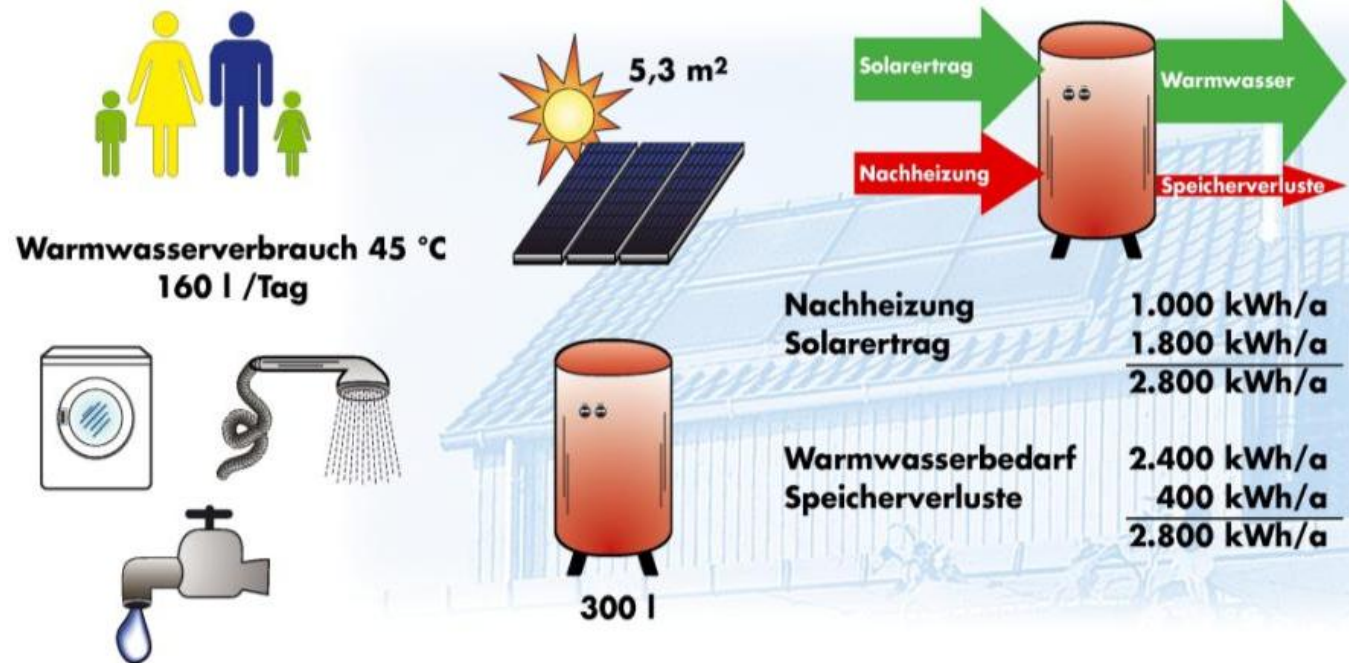 5,3 m²
Solarertrag
Warmwasser
Nachheizung
Speicherverluste
Warmwasserverbrauch 45 °C
160 l /Tag
Nachheizung 1.000 kWh/a
Solarertrag 1.800 kWh/a
2.800 kWh/a
Warmwasserbedarf 2.400 kWh/a
Speicherverluste 400 kWh/a
2.800 kWh/a
300 l